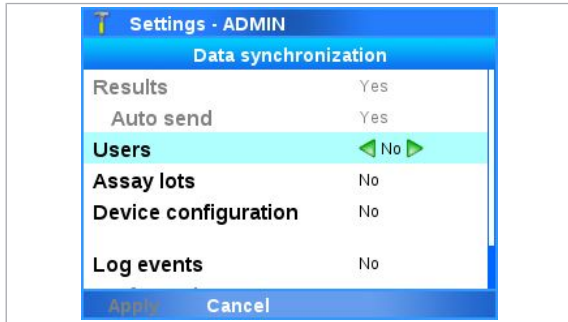 Settings - ADMIN
Data synchronization
Results Yes
Auto send Yes
Users No
Assay lots No
Device configuration No
Log events No
Apply Cancel